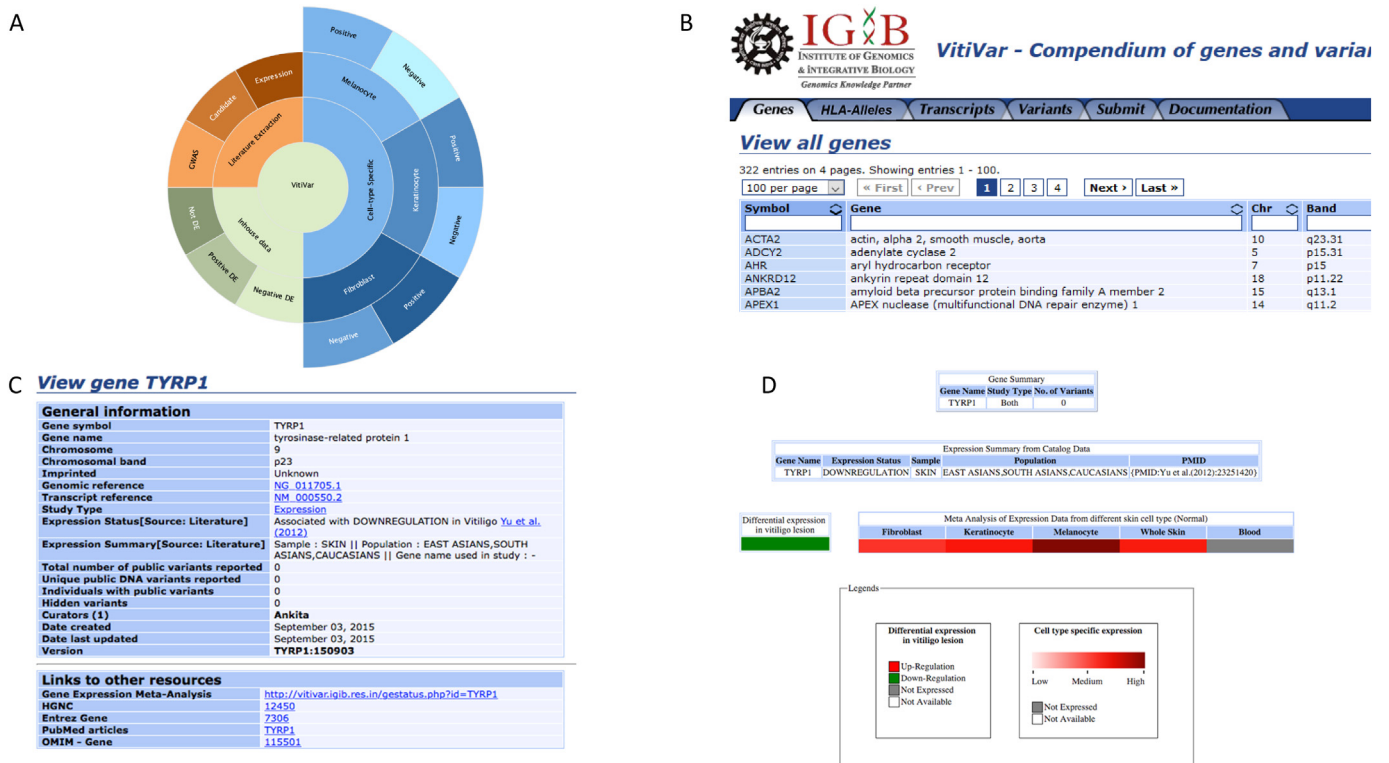 A
VitiVar
Literature Extraction
Inhouse data
Cell-type Specific
GWAS
Candidate
Expression
Not DE
Positive DE
Negative DE
Melanocyte
Positive
Negative
Keratinocyte
Positive
Negative
Fibroblast
Positive
Negative
B
IGIB
INSTITUTE OF GENOMICS
& INTEGRATIVE BIOLOGY
Genomics Knowledge Partner
VitiVar - Compendium of genes and varia
Genes HLA-Alleles Transcripts Variants Submit Documentation
View all genes
322 entries on 4 pages. Showing entries 1 - 100.
100 per page « First ‹ Prev 1 2 3 4 Next › Last »
Symbol Gene Chr Band
ACTA2 actin, alpha 2, smooth muscle, aorta 10 q23.31
ADCY2 adenylate cyclase 2 5 p15.31
AHR aryl hydrocarbon receptor 7 p15
ANKRD12 ankyrin repeat domain 12 18 p11.22
APBA2 amyloid beta precursor protein binding family A member 2 15 q13.1
APEX1 APEX nuclease (multifunctional DNA repair enzyme) 1 14 q11.2
C
View gene TYRP1
General information
Gene symbol TYRP1
Gene name tyrosinase-related protein 1
Chromosome 9
Chromosomal band p23
Imprinted Unknown
Genomic reference NG_011705.1
Transcript reference NM_000550.2
Study Type Expression
Expression Status[Source: Literature] Associated with DOWNREGULATION in Vitiligo Yu et al.
(2012)
Expression Summary[Source: Literature] Sample : SKIN || Population : EAST ASIANS,SOUTH
ASIANS,CAUCASIANS || Gene name used in study : -
Total number of public variants reported 0
Unique public DNA variants reported 0
Individuals with public variants 0
Hidden variants 0
Curators (1) Ankita
Date created September 03, 2015
Date last updated September 03, 2015
Version TYRP1:150903
Links to other resources
Gene Expression Meta-Analysis http://vitivar.igib.res.in/gestatus.php?id=TYRP1
HGNC 12450
Entrez Gene 7306
PubMed articles TYRP1
OMIM - Gene 115501
D
Gene Summary
Gene Name Study Type No. of Variants
TYRP1 Both 0
Expression Summary from Catalog Data
Gene Name Expression Status Sample Population PMID
TYRP1 DOWNREGULATION SKIN EAST ASIANS,SOUTH ASIANS,CAUCASIANS {PMID:Yu et al.(2012):23251420}
Differential expression
in vitiligo lesion
Meta Analysis of Expression Data from different skin cell type (Normal)
Fibroblast Keratinocyte Melanocyte Whole Skin Blood
Legends
Differential expression
in vitiligo lesion
Up-Regulation
Down-Regulation
Not Expressed
Not Available
Cell type specific expression
Low Medium High
Not Expressed
Not Available